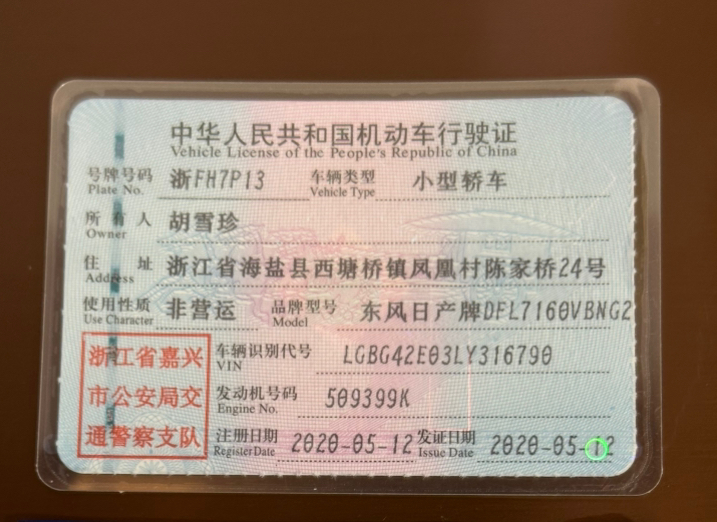 中华人民共和国机动车行驶证
Vehicle License of the People's Republic of China
号牌号码 浙FH7P13 车辆类型 小型轿车
Plate No. Vehicle Type
所有人 胡雪珍
Owner
住址 浙江省海盐县西塘桥镇凤凰村陈家桥24号
Address
使用性质 非营运 品牌型号 东风日产牌DFL7160VBNG2
Use Character Model
浙江省嘉兴 车辆识别代号 LGBG42E03LY316790
VIN
市公安局交 发动机号码 509399K
Engine No.
通警察支队 注册日期 2020-05-12 发证日期 2020-05-12
Register Date Issue Date